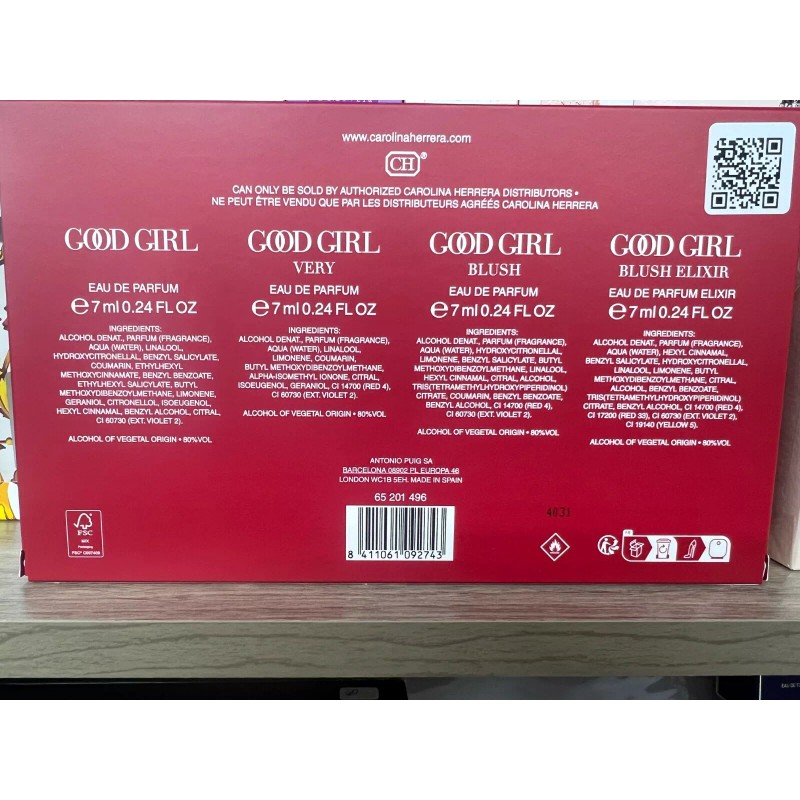 www.carolinaherrera.com
CH®
CAN ONLY BE SOLD BY AUTHORIZED CAROLINA HERRERA DISTRIBUTORS •
NE PEUT ÊTRE VENDU QUE PAR LES DISTRIBUTEURS AGRÉÉS CAROLINA HERRERA
GOOD GIRL
EAU DE PARFUM
℮ 7 ml 0.24 FL OZ
INGREDIENTS:
ALCOHOL DENAT., PARFUM (FRAGRANCE),
AQUA (WATER), LINALOOL,
HYDROXYCITRONELLAL, BENZYL SALICYLATE,
COUMARIN, ETHYLHEXYL
METHOXYCINNAMATE, BENZYL BENZOATE,
ETHYLHEXYL SALICYLATE, BUTYL
METHOXYDIBENZOYLMETHANE, LIMONENE,
GERANIOL, CITRONELLOL, ISOEUGENOL,
HEXYL CINNAMAL, BENZYL ALCOHOL, CITRAL,
CI 60730 (EXT. VIOLET 2).
ALCOHOL OF VEGETAL ORIGIN • 80%VOL
GOOD GIRL
VERY
EAU DE PARFUM
℮ 7 ml 0.24 FL OZ
INGREDIENTS:
ALCOHOL DENAT., PARFUM (FRAGRANCE),
AQUA (WATER), LINALOOL,
LIMONENE, COUMARIN,
BUTYL METHOXYDIBENZOYLMETHANE,
ALPHA-ISOMETHYL IONONE, CITRAL,
ISOEUGENOL, GERANIOL, CI 14700 (RED 4),
CI 60730 (EXT. VIOLET 2).
ALCOHOL OF VEGETAL ORIGIN • 80%VOL
GOOD GIRL
BLUSH
EAU DE PARFUM
℮ 7 ml 0.24 FL OZ
INGREDIENTS:
ALCOHOL DENAT., PARFUM (FRAGRANCE),
AQUA (WATER), HYDROXYCITRONELLAL,
LIMONENE, BUTYL
METHOXYDIBENZOYLMETHANE, LINALOOL,
HEXYL CINNAMAL, CITRAL, ALCOHOL,
TRIS(TETRAMETHYLHYDROXYPIPERIDINOL)
CITRATE, COUMARIN, BENZYL BENZOATE,
BENZYL ALCOHOL, CI 14700 (RED 4),
CI 60730 (EXT. VIOLET 2).
ALCOHOL OF VEGETAL ORIGIN • 80%VOL
GOOD GIRL
BLUSH ELIXIR
EAU DE PARFUM ELIXIR
℮ 7 ml 0.24 FL OZ
INGREDIENTS:
ALCOHOL DENAT., PARFUM (FRAGRANCE),
AQUA (WATER), HEXYL CINNAMAL,
BENZYL SALICYLATE, HYDROXYCITRONELLAL,
LINALOOL, LIMONENE, BUTYL
METHOXYDIBENZOYLMETHANE, CITRAL,
ALCOHOL, BENZYL BENZOATE,
TRIS(TETRAMETHYLHYDROXYPIPERIDINOL)
CITRATE, BENZYL ALCOHOL, CI 14700 (RED 4),
CI 17200 (RED 33), CI 60730 (EXT. VIOLET 2),
CI 19140 (YELLOW 5).
ALCOHOL OF VEGETAL ORIGIN • 80%VOL
ANTONIO PUIG SA
BARCELONA 08902 PL EUROPA 46
LONDON WC1B 5EH. MADE IN SPAIN
65 201 496
8 411061 092743
4031
FSC
MIX
Packaging